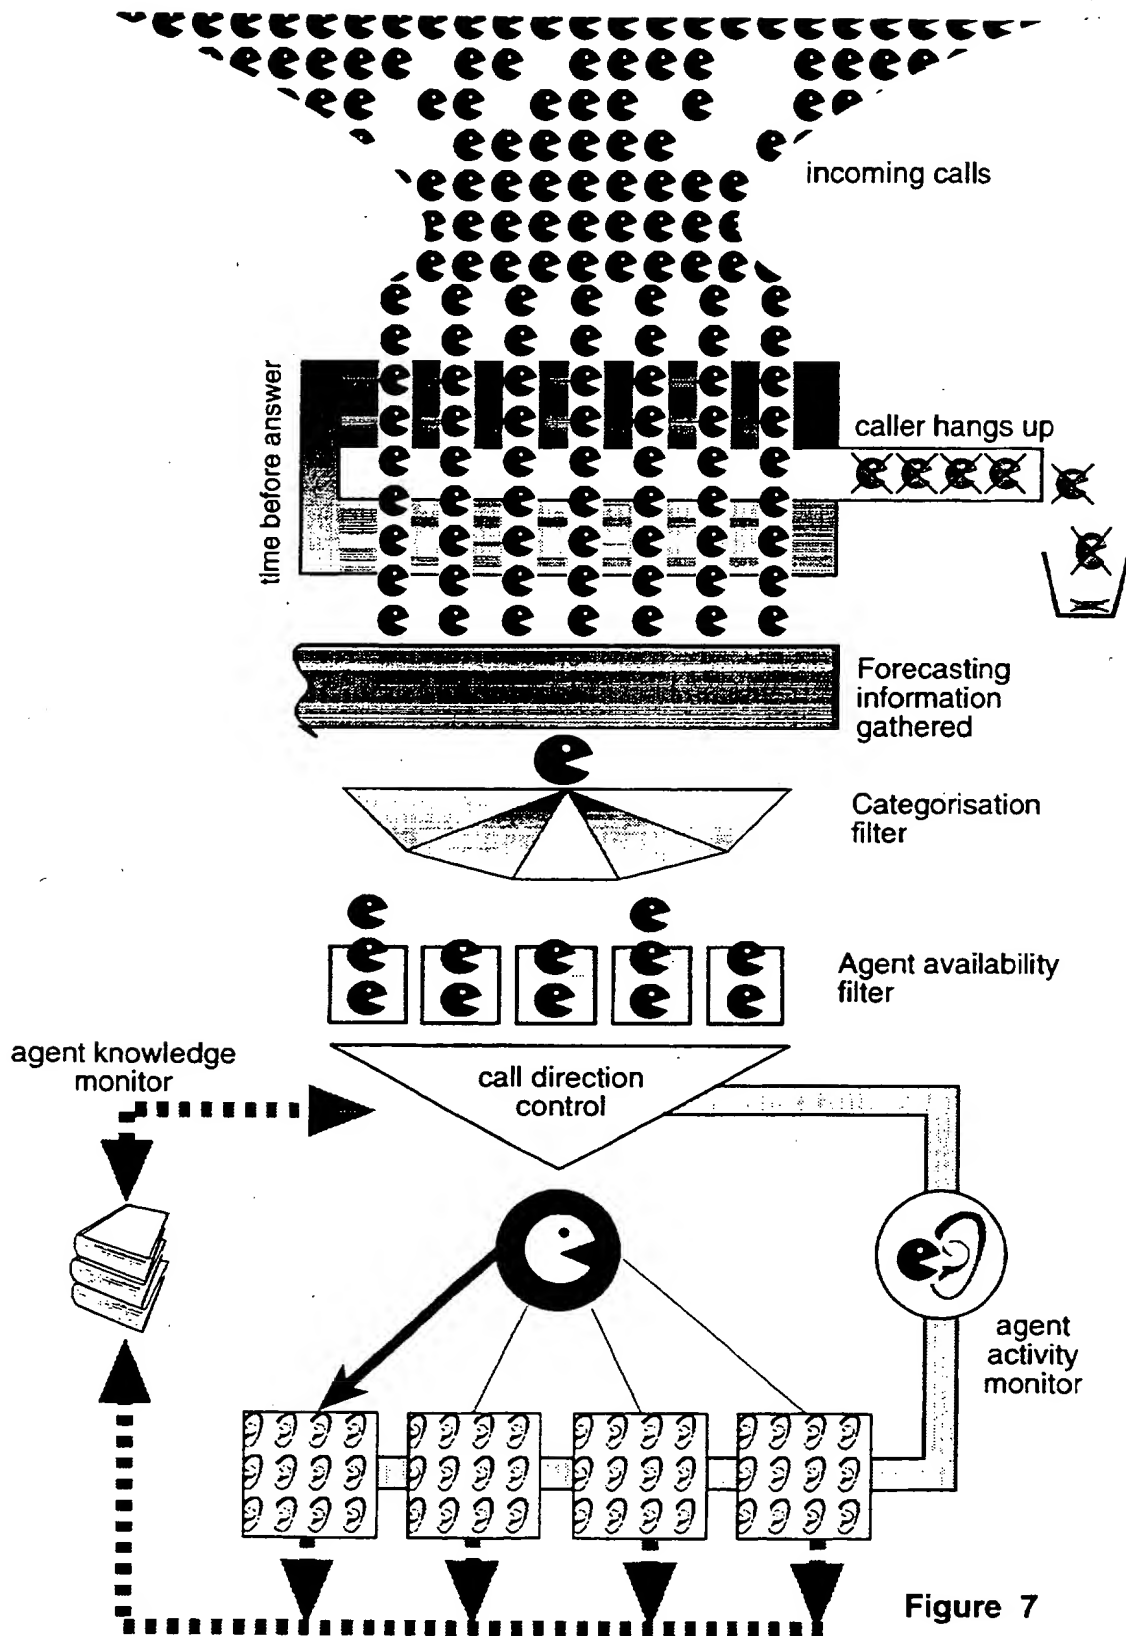 incoming calls
time before answer
caller hangs up
Forecasting
information
gathered
Categorisation
filter
Agent availability
filter
agent knowledge
monitor
call direction
control
agent
activity
monitor
Figure 7